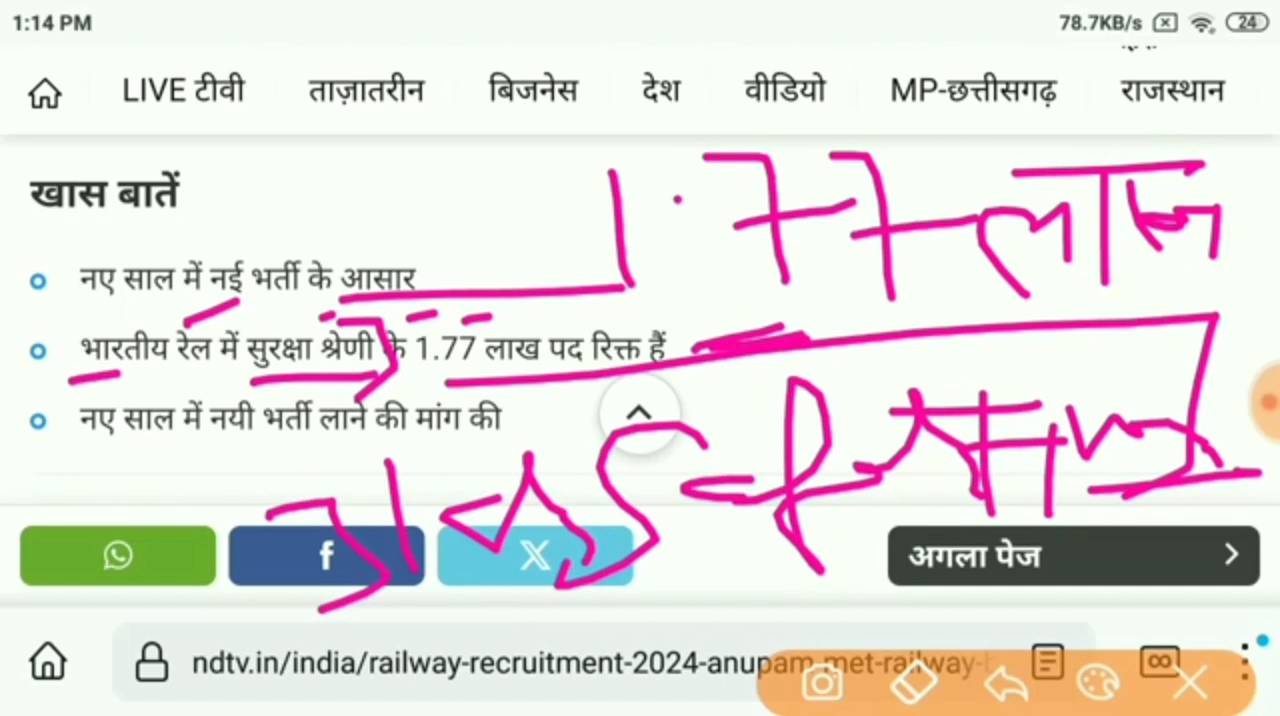 1:14 PM 78.7KB/s 24
LIVE टीवी ताज़ातरीन बिजनेस देश वीडियो MP-छत्तीसगढ़ राजस्थान
खास बातें
1.77 लाख
नए साल में नई भर्ती के आसार
भारतीय रेल में सुरक्षा श्रेणी के 1.77 लाख पद रिक्त हैं
नए साल में नयी भर्ती लाने की मांग की
f X अगला पेज
ndtv.in/india/railway-recruitment-2024-anupam-met-railway-